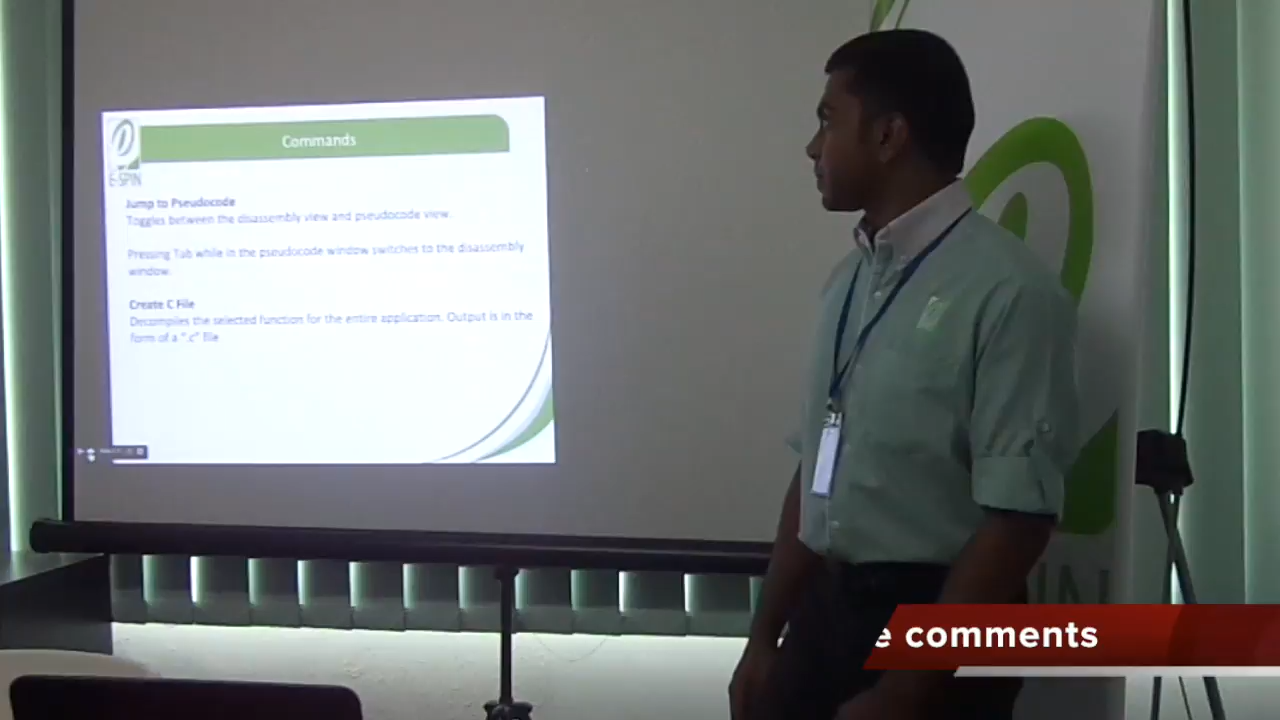 Commands
E-SPIN
Jump to Pseudocode
Toggles between the disassembly view and pseudocode view.
Pressing Tab while in the pseudocode window switches to the disassembly
window.
Create C File
Decompiles the selected function for the entire application. Output is in the
form of a ".c" file
PIN
e comments